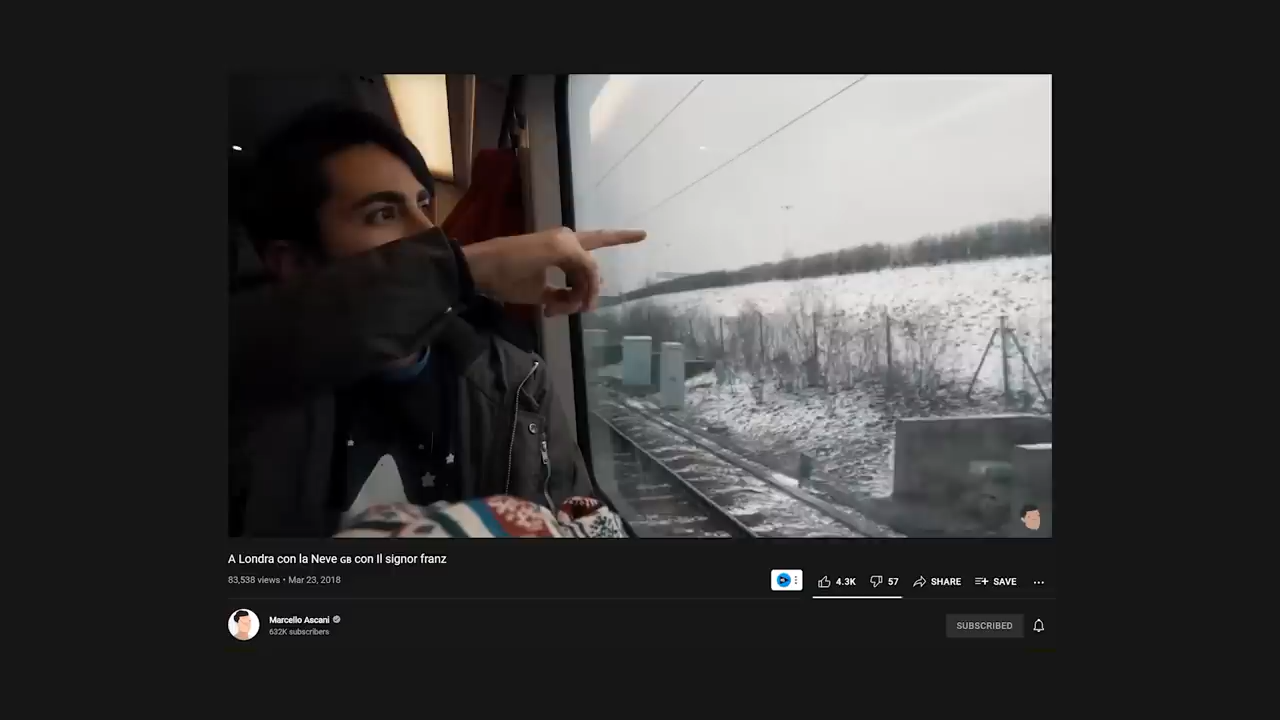 A Londra con la Neve GB con Il signor franz
83,538 views • Mar 23, 2018
4.3K 57 SHARE SAVE
Marcello Ascani
632K subscribers
SUBSCRIBED